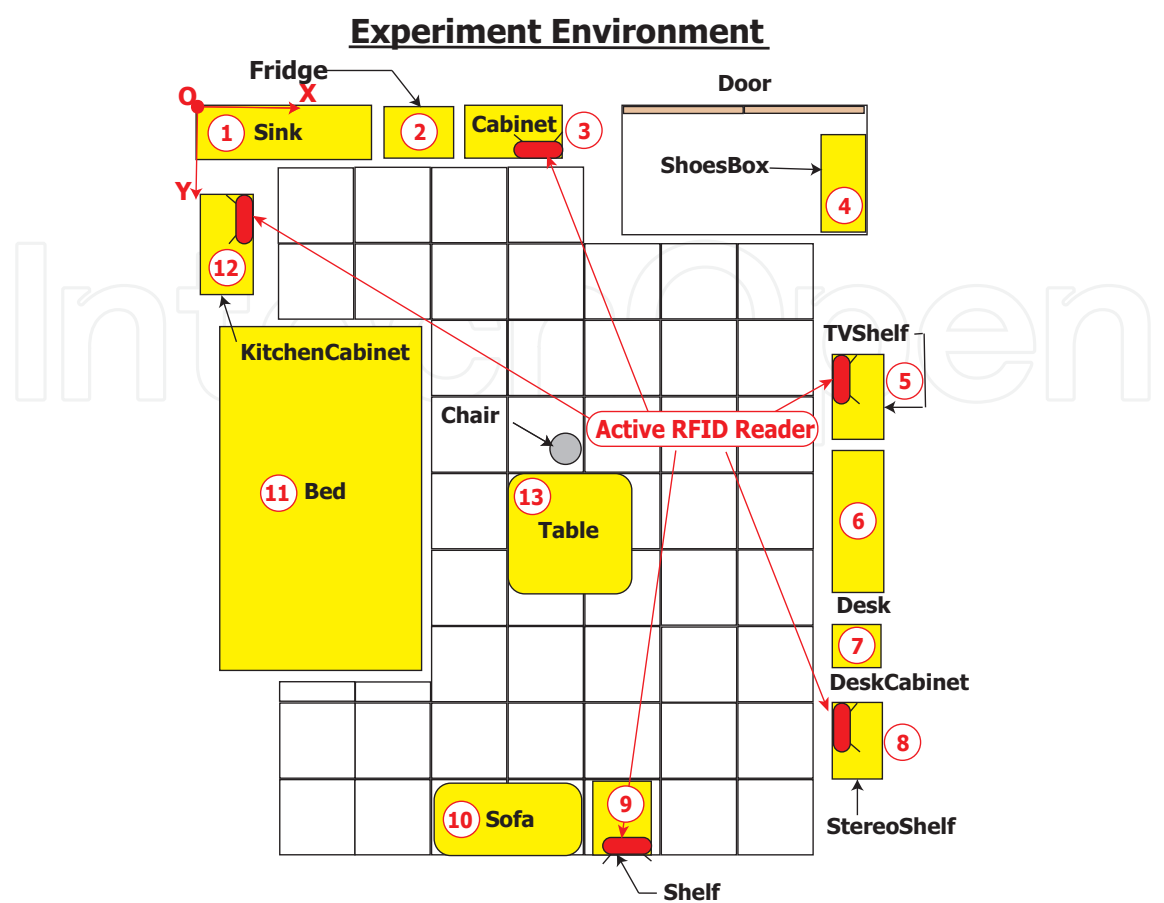 Experiment Environment
Fridge
Door
O
X
1 Sink
2
Cabinet
3
ShoesBox
4
Y
12
KitchenCabinet
TVShelf
5
Chair
Active RFID Reader
11 Bed
13
Table
6
Desk
7
DeskCabinet
8
9
10 Sofa
StereoShelf
Shelf
IntechOpen